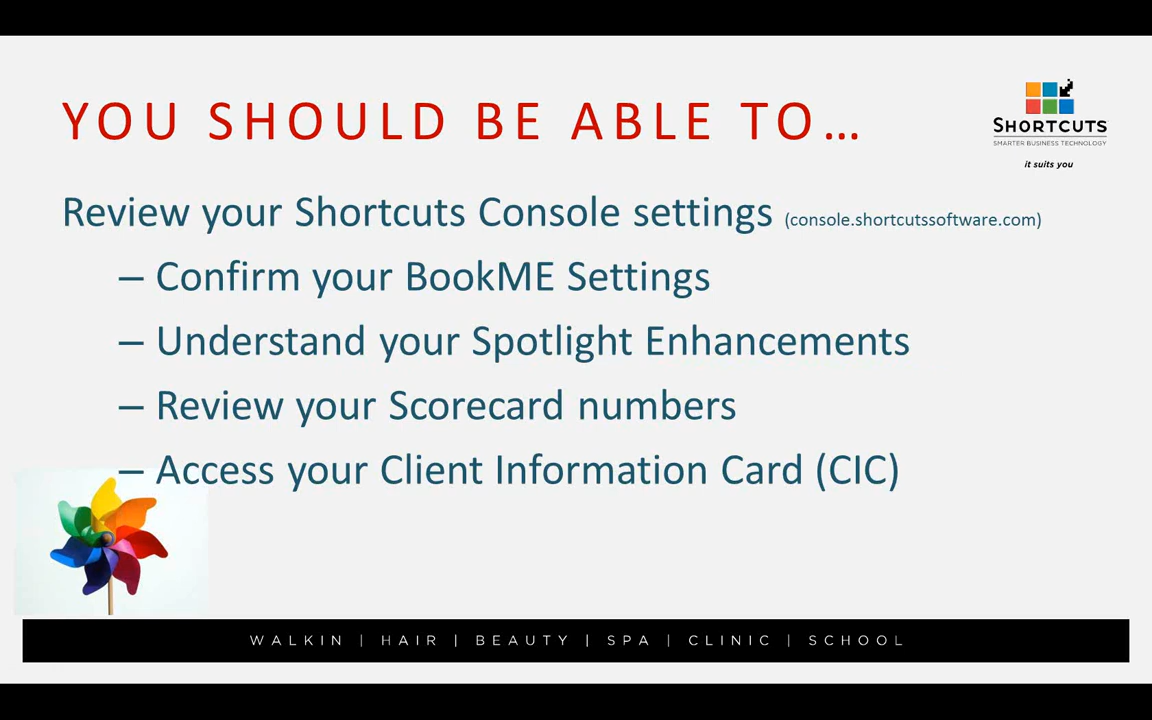 YOU SHOULD BE ABLE TO…
SHORTCUTS
SMARTER BUSINESS TECHNOLOGY
it suits you
Review your Shortcuts Console settings (console.shortcutssoftware.com)
– Confirm your BookME Settings
– Understand your Spotlight Enhancements
– Review your Scorecard numbers
– Access your Client Information Card (CIC)
WALKIN | HAIR | BEAUTY | SPA | CLINIC | SCHOOL